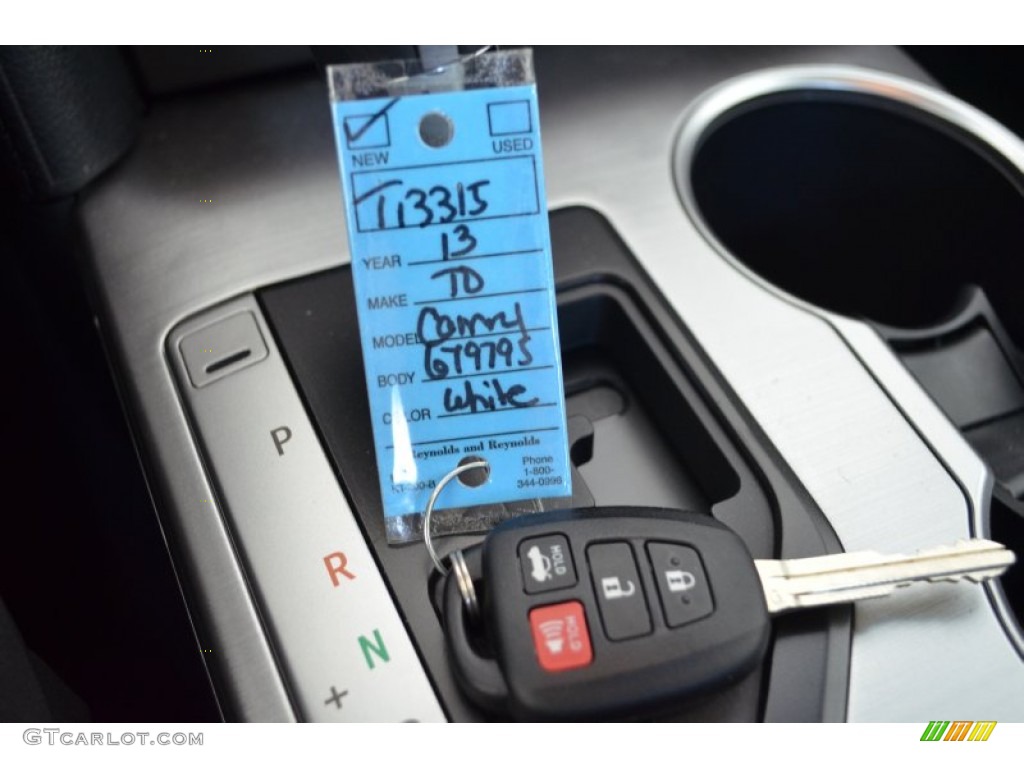 NEW USED
T13315
YEAR 13
MAKE TO
MODEL Camry
BODY 679795
COLOR White
Reynolds and Reynolds
Phone
1-800-
344-0996
P
R
N
+
HOLD
HOLD
GTCARLOT.COM